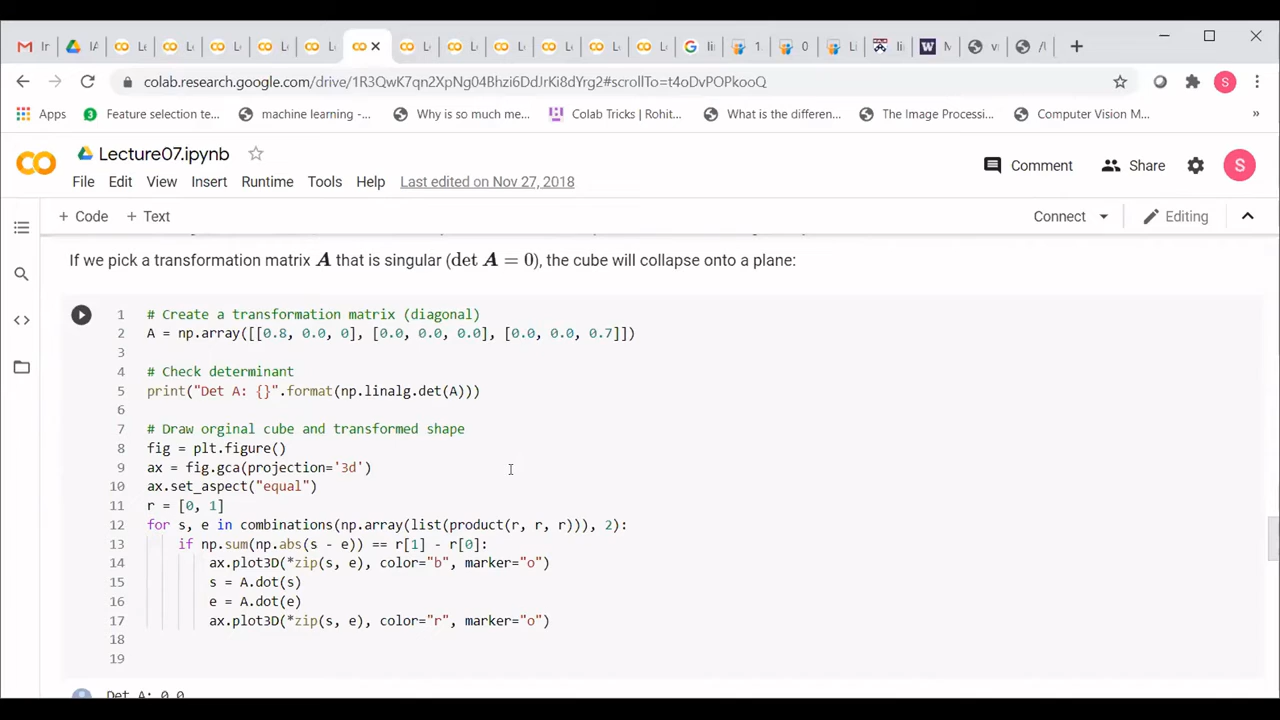 colab.research.google.com/drive/1R3QwK7qn2XpNg04Bhzi6DdJrKi8dYrg2#scrollTo=t4oDvPOPkooQ
Apps Feature selection te... machine learning -... Why is so much me... Colab Tricks | Rohit... What is the differen... The Image Processi... Computer Vision M... »
Lecture07.ipynb
Comment Share S
File Edit View Insert Runtime Tools Help Last edited on Nov 27, 2018
+ Code + Text Connect Editing
If we pick a transformation matrix A that is singular (det A = 0), the cube will collapse onto a plane:
1 # Create a transformation matrix (diagonal)
2 A = np.array([[0.8, 0.0, 0], [0.0, 0.0, 0.0], [0.0, 0.0, 0.7]])
3
4 # Check determinant
5 print("Det A: {}".format(np.linalg.det(A)))
6
7 # Draw orginal cube and transformed shape
8 fig = plt.figure()
9 ax = fig.gca(projection='3d')
10 ax.set_aspect("equal")
11 r = [0, 1]
12 for s, e in combinations(np.array(list(product(r, r, r))), 2):
13 if np.sum(np.abs(s - e)) == r[1] - r[0]:
14 ax.plot3D(*zip(s, e), color="b", marker="o")
15 s = A.dot(s)
16 e = A.dot(e)
17 ax.plot3D(*zip(s, e), color="r", marker="o")
18
19
Det A: 0.0